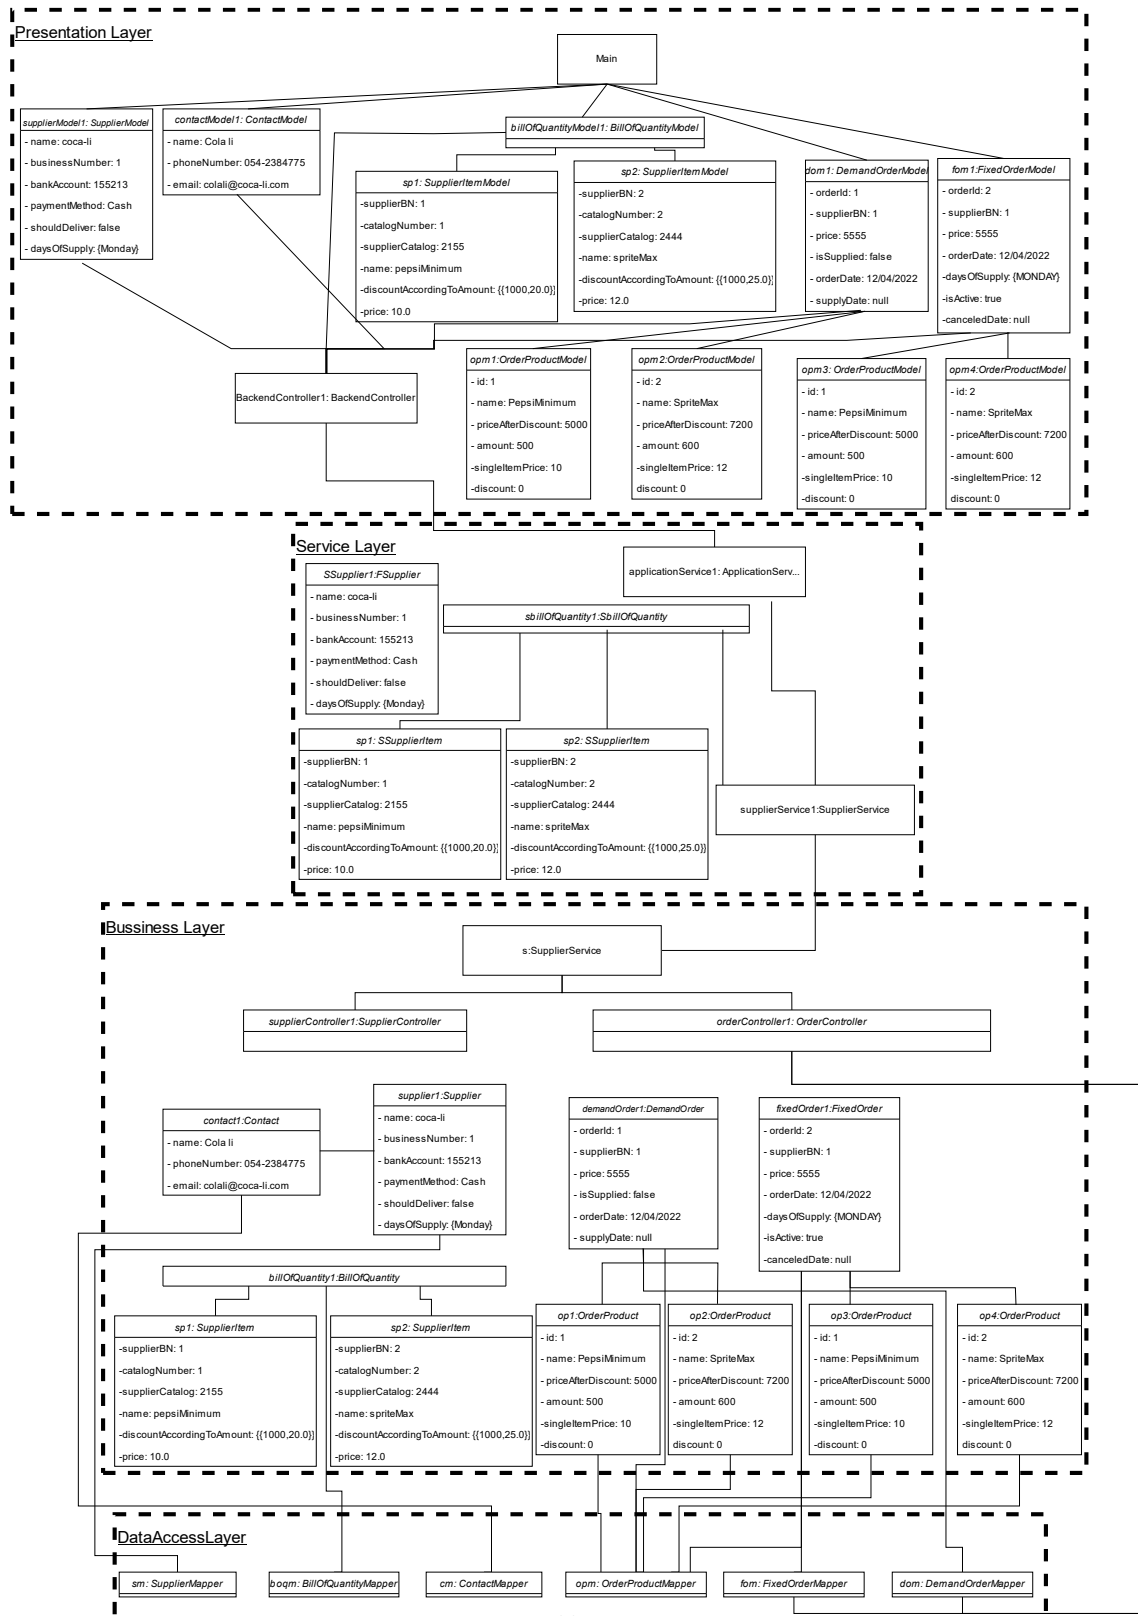 Presentation Layer
Main
supplierModel1: SupplierModel
- name: coca-li
- businessNumber: 1
- bankAccount: 155213
- paymentMethod: Cash
- shouldDeliver: false
- daysOfSupply: {Monday}
contactModel1: ContactModel
- name: Cola li
- phoneNumber: 054-2384775
- email: colali@coca-li.com
billOfQuantityModel1: BillOfQuantityModel
sp1: SupplierItemModel
-supplierBN: 1
-catalogNumber: 1
-supplierCatalog: 2155
-name: pepsiMinimum
-discountAccordingToAmount: {{1000,20.0}}
-price: 10.0
sp2: SupplierItemModel
-supplierBN: 2
-catalogNumber: 2
-supplierCatalog: 2444
-name: spriteMax
-discountAccordingToAmount: {{1000,25.0}}
-price: 12.0
dom1: DemandOrderModel
- orderId: 1
- supplierBN: 1
- price: 5555
- isSupplied: false
- orderDate: 12/04/2022
- supplyDate: null
fom1:FixedOrderModel
- orderId: 2
- supplierBN: 1
- price: 5555
- orderDate: 12/04/2022
-daysOfSupply: {MONDAY}
-isActive: true
-canceledDate: null
BackendController1: BackendController
opm1:OrderProductModel
- id: 1
- name: PepsiMinimum
- priceAfterDiscount: 5000
- amount: 500
-singleItemPrice: 10
-discount: 0
opm2:OrderProductModel
- id: 2
- name: SpriteMax
- priceAfterDiscount: 7200
- amount: 600
-singleItemPrice: 12
discount: 0
opm3: OrderProductModel
- id: 1
- name: PepsiMinimum
- priceAfterDiscount: 5000
- amount: 500
-singleItemPrice: 10
-discount: 0
opm4:OrderProductModel
- id: 2
- name: SpriteMax
- priceAfterDiscount: 7200
- amount: 600
-singleItemPrice: 12
discount: 0
Service Layer
SSupplier1:FSupplier
- name: coca-li
- businessNumber: 1
- bankAccount: 155213
- paymentMethod: Cash
- shouldDeliver: false
- daysOfSupply: {Monday}
applicationService1: ApplicationServ...
sbillOfQuantity1:SbillOfQuantity
sp1: SSupplierItem
-supplierBN: 1
-catalogNumber: 1
-supplierCatalog: 2155
-name: pepsiMinimum
-discountAccordingToAmount: {{1000,20.0}}
-price: 10.0
sp2: SSupplierItem
-supplierBN: 2
-catalogNumber: 2
-supplierCatalog: 2444
-name: spriteMax
-discountAccordingToAmount: {{1000,25.0}}
-price: 12.0
supplierService1:SupplierService
Bussiness Layer
s:SupplierService
supplierController1:SupplierController
orderController1: OrderController
contact1:Contact
- name: Cola li
- phoneNumber: 054-2384775
- email: colali@coca-li.com
supplier1:Supplier
- name: coca-li
- businessNumber: 1
- bankAccount: 155213
- paymentMethod: Cash
- shouldDeliver: false
- daysOfSupply: {Monday}
demandOrder1:DemandOrder
- orderId: 1
- supplierBN: 1
- price: 5555
- isSupplied: false
- orderDate: 12/04/2022
- supplyDate: null
fixedOrder1:FixedOrder
- orderId: 2
- supplierBN: 1
- price: 5555
- orderDate: 12/04/2022
-daysOfSupply: {MONDAY}
-isActive: true
-canceledDate: null
billOfQuantity1:BillOfQuantity
sp1: SupplierItem
-supplierBN: 1
-catalogNumber: 1
-supplierCatalog: 2155
-name: pepsiMinimum
-discountAccordingToAmount: {{1000,20.0}}
-price: 10.0
sp2: SupplierItem
-supplierBN: 2
-catalogNumber: 2
-supplierCatalog: 2444
-name: spriteMax
-discountAccordingToAmount: {{1000,25.0}}
-price: 12.0
op1:OrderProduct
- id: 1
- name: PepsiMinimum
- priceAfterDiscount: 5000
- amount: 500
-singleItemPrice: 10
-discount: 0
op2:OrderProduct
- id: 2
- name: SpriteMax
- priceAfterDiscount: 7200
- amount: 600
-singleItemPrice: 12
discount: 0
op3:OrderProduct
- id: 1
- name: PepsiMinimum
- priceAfterDiscount: 5000
- amount: 500
-singleItemPrice: 10
-discount: 0
op4:OrderProduct
- id: 2
- name: SpriteMax
- priceAfterDiscount: 7200
- amount: 600
-singleItemPrice: 12
discount: 0
DataAccessLayer
sm: SupplierMapper
boqm: BillOfQuantityMapper
cm: ContactMapper
opm: OrderProductMapper
fom: FixedOrderMapper
dom: DemandOrderMapper